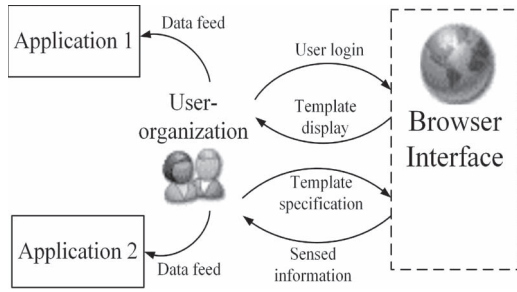 Application 1
Data feed
User-
organization
User login
Template
display
Browser
Interface
Template
specification
Sensed
information
Application 2
Data feed